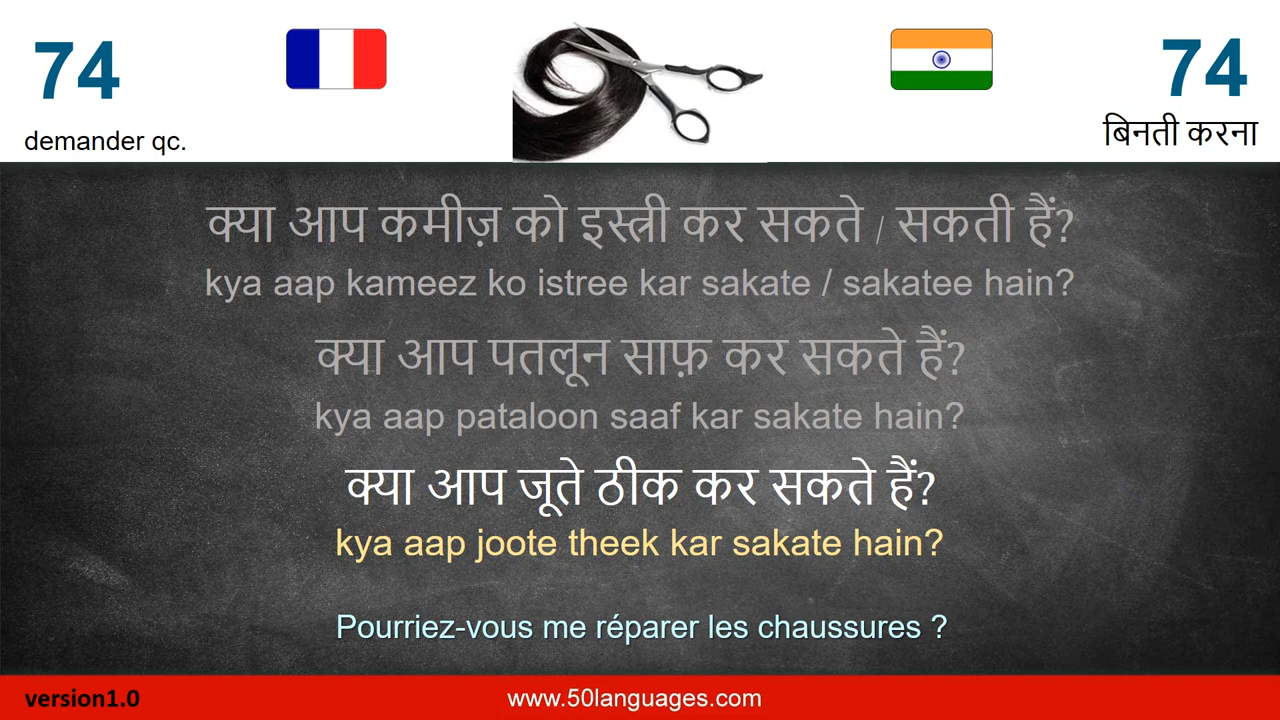 74
74
demander qc.
बिनती करना
क्या आप कमीज़ को इस्त्री कर सकते / सकती हैं?
kya aap kameez ko istree kar sakate / sakatee hain?
क्या आप पतलून साफ़ कर सकते हैं?
kya aap pataloon saaf kar sakate hain?
क्या आप जूते ठीक कर सकते हैं?
kya aap joote theek kar sakate hain?
Pourriez-vous me réparer les chaussures ?
version1.0
www.50languages.com